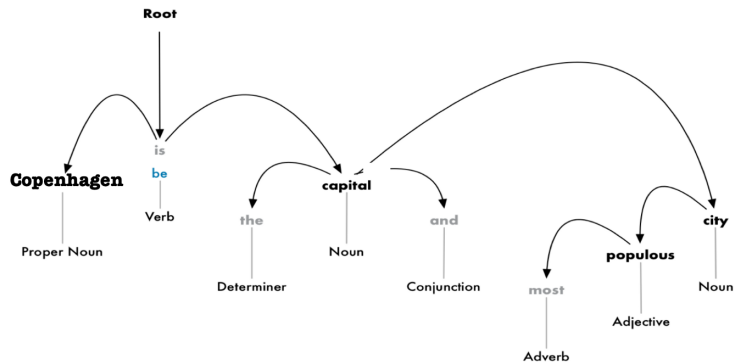 Root
is
Copenhagen be capital
Verb the and city
Proper Noun Noun populous
Determiner Conjunction most Noun
Adjective
Adverb